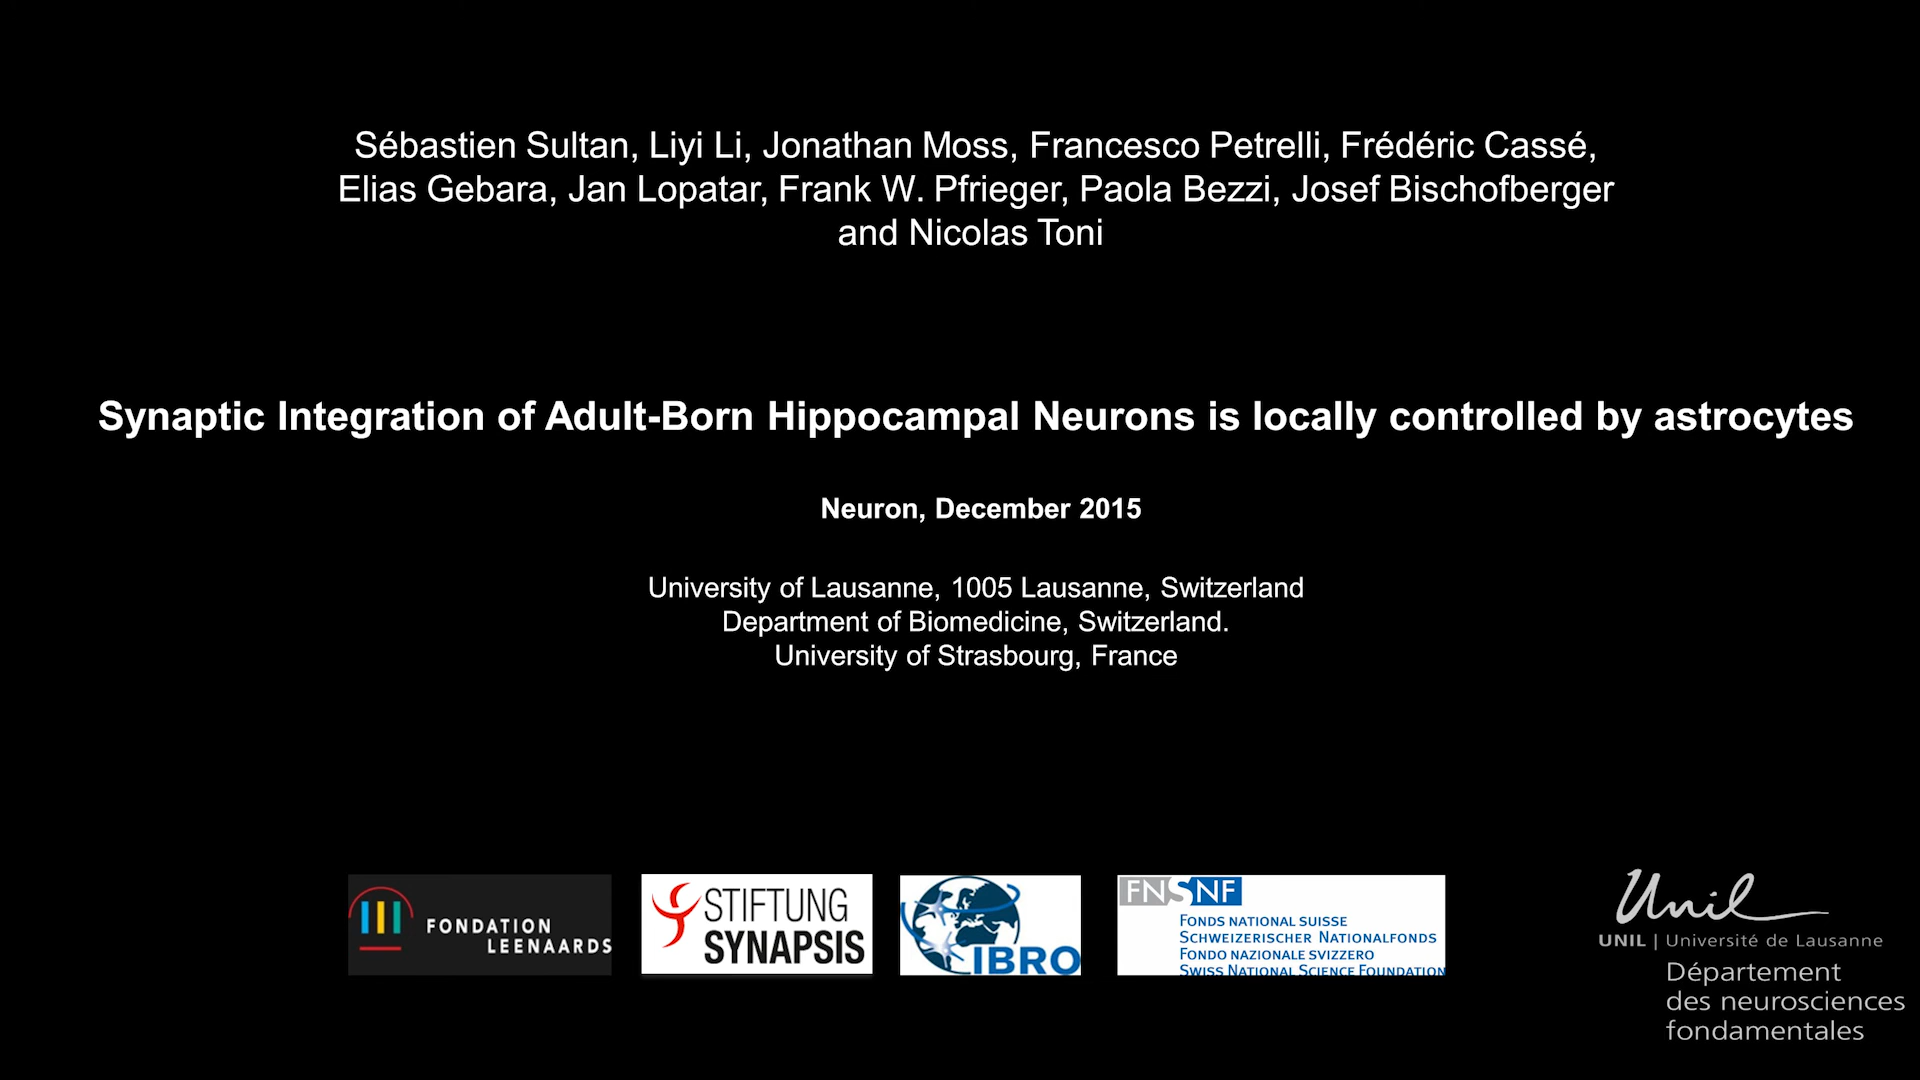 Sébastien Sultan, Liyi Li, Jonathan Moss, Francesco Petrelli, Frédéric Cassé,
Elias Gebara, Jan Lopatar, Frank W. Pfrieger, Paola Bezzi, Josef Bischofberger
and Nicolas Toni
Synaptic Integration of Adult-Born Hippocampal Neurons is locally controlled by astrocytes
Neuron, December 2015
University of Lausanne, 1005 Lausanne, Switzerland
Department of Biomedicine, Switzerland.
University of Strasbourg, France
FONDATION
LEENAARDS
STIFTUNG
SYNAPSIS
IBRO
FNSNF
FONDS NATIONAL SUISSE
SCHWEIZERISCHER NATIONALFONDS
FONDO NAZIONALE SVIZZERO
SWISS NATIONAL SCIENCE FOUNDATION
Unil
UNIL | Université de Lausanne
Département
des neurosciences
fondamentales